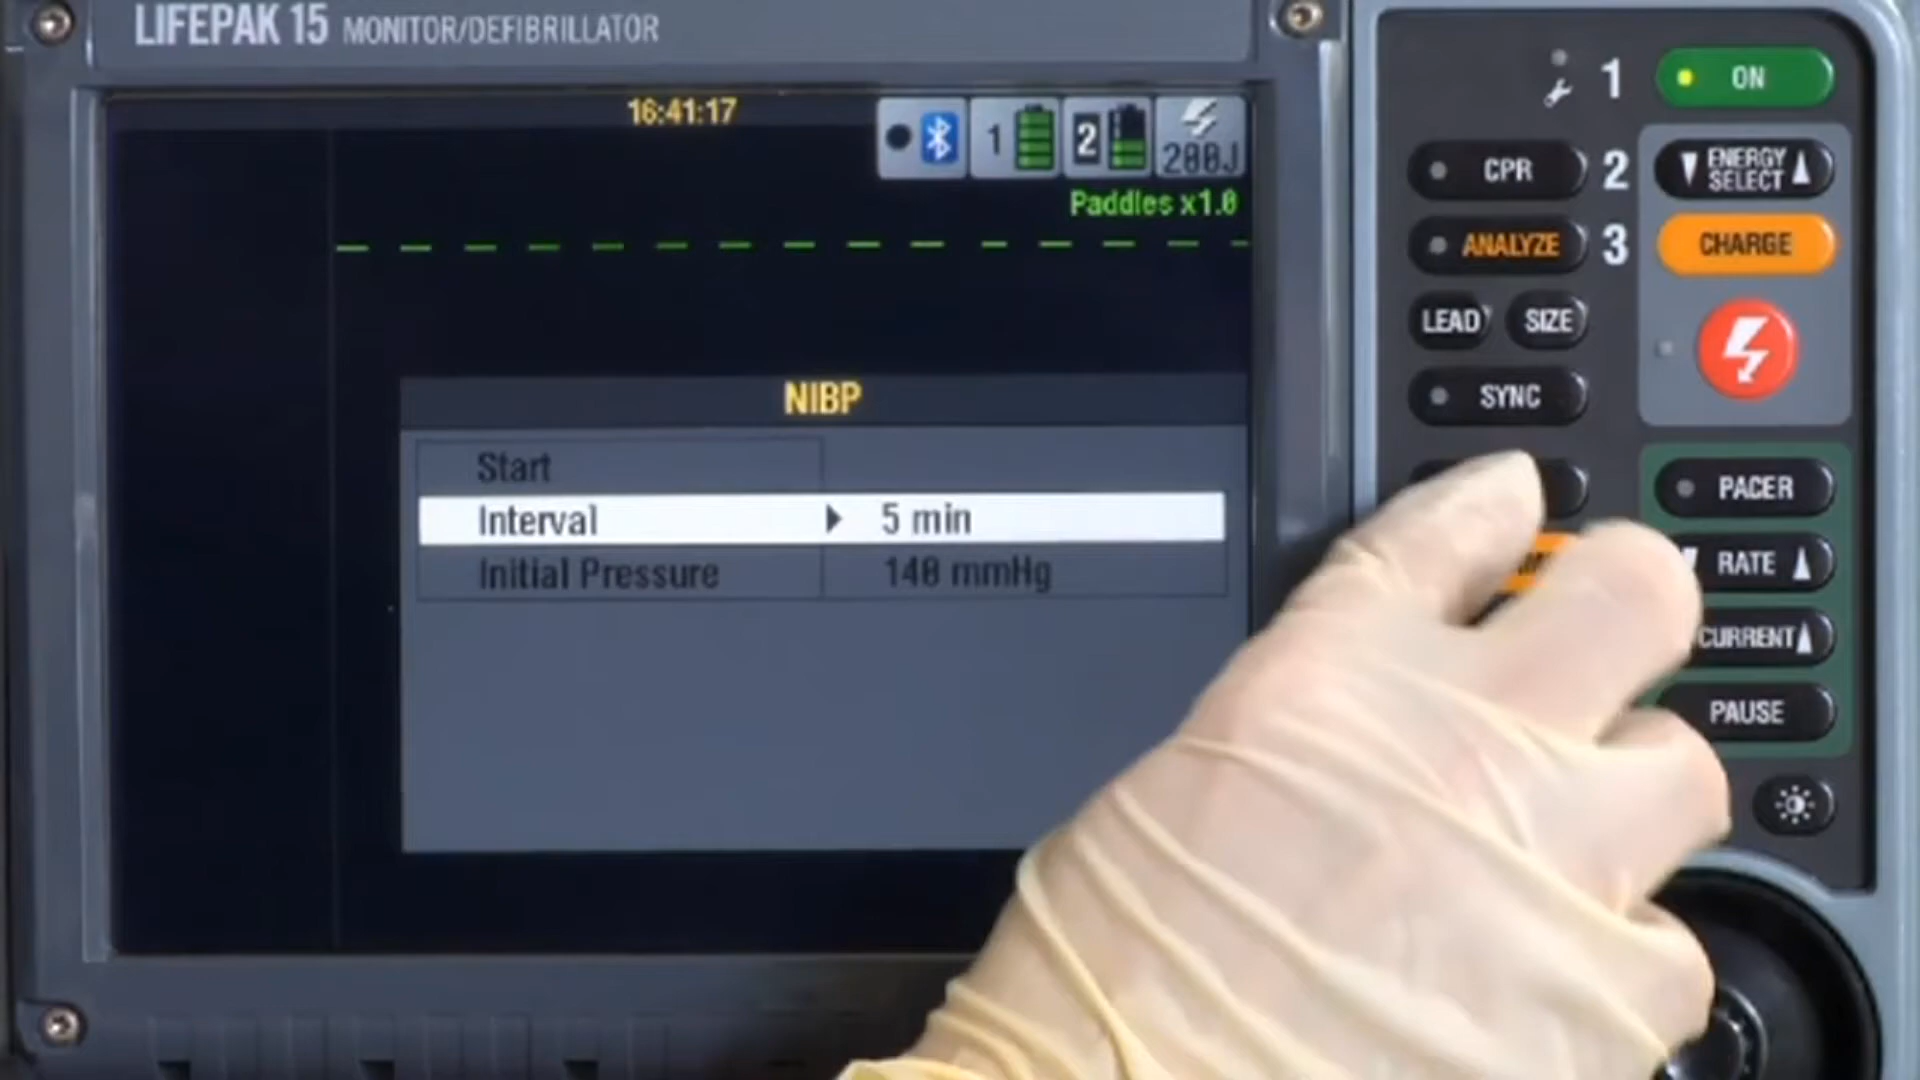 LIFEPAK 15 MONITOR/DEFIBRILLATOR
16:41:17
1
2
200J
Paddles x1.0
NIBP
Start
Interval 5 min
Initial Pressure 140 mmHg
1 ON
CPR 2 ENERGY SELECT
ANALYZE 3 CHARGE
LEAD SIZE
SYNC
PACER
RATE
CURRENT
PAUSE